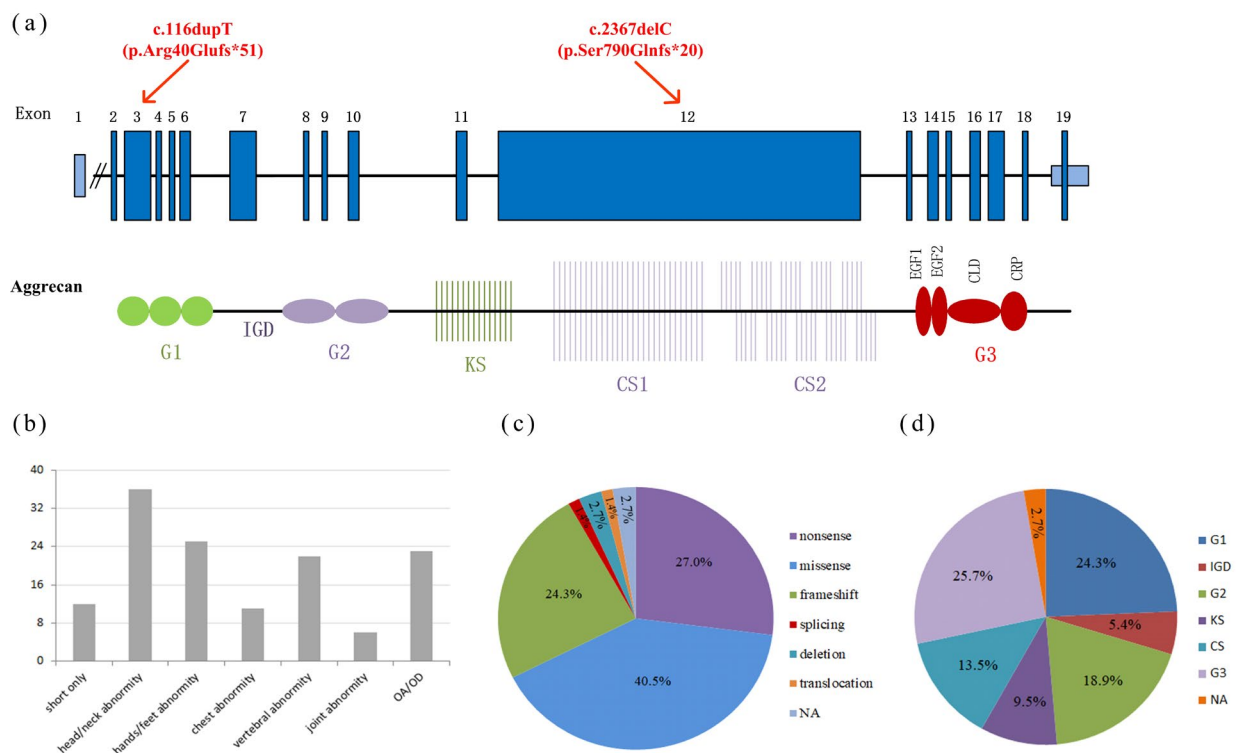 (a)
c.116dupT
(p.Arg40Glufs*51)
c.2367delC
(p.Ser790Glnfs*20)
Exon
1 2 3 4 5 6 7 8 9 10 11 12 13 14 15 16 17 18 19
EGF1 EGF2 CLD CRP
Aggrecan
G1 IGD G2 KS CS1 CS2 G3
(b)
40
32
24
16
8
0
short only
head/neck abnormity
hands/feet abnormity
chest abnormity
vertebral abnormity
joint abnormity
OA/OD
(c)
27.0%
40.5%
24.3%
1.4%
2.7%
1.4%
2.7%
nonsense
missense
frameshift
splicing
deletion
translocation
NA
(d)
24.3%
5.4%
18.9%
9.5%
13.5%
25.7%
2.7%
G1
IGD
G2
KS
CS
G3
NA